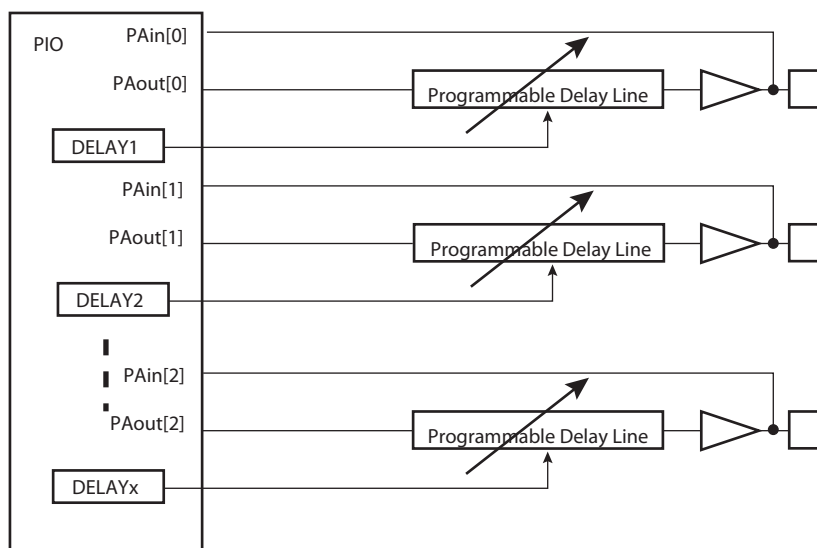 PIO
PAin[0]
PAout[0]
Programmable Delay Line
DELAY1
PAin[1]
PAout[1]
Programmable Delay Line
DELAY2
PAin[2]
PAout[2]
Programmable Delay Line
DELAYx